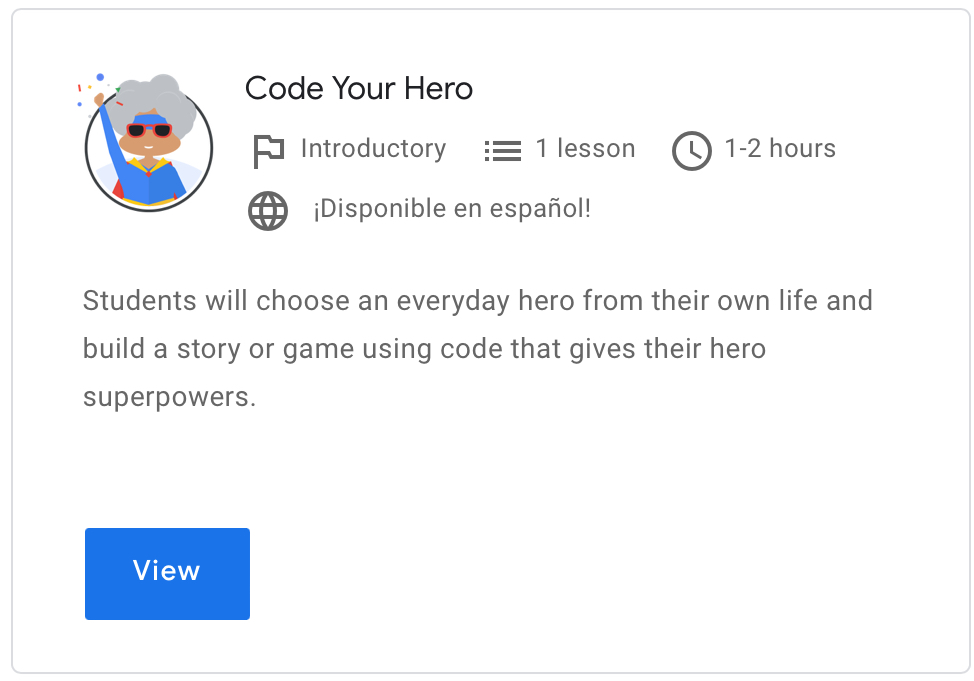 Code Your Hero
Introductory 1 lesson 1-2 hours
¡Disponible en español!
Students will choose an everyday hero from their own life and
build a story or game using code that gives their hero
superpowers.
View